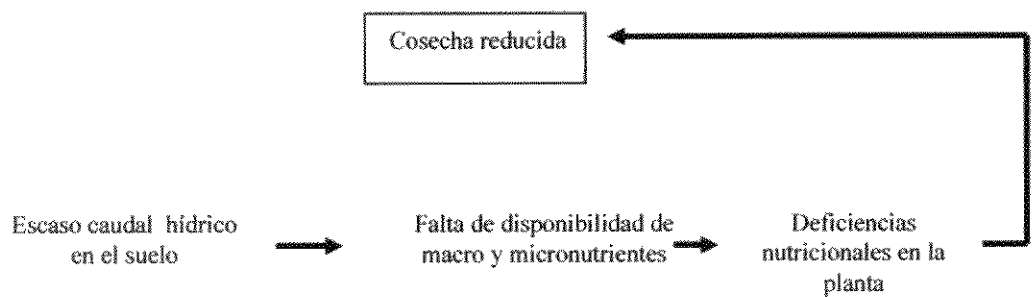 Cosecha reducida
Escaso caudal hídrico
en el suelo
Falta de disponibilidad de
macro y micronutrientes
Deficiencias
nutricionales en la
planta